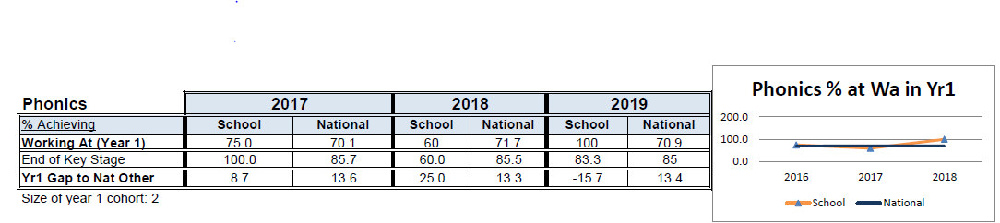 Phonics 2017 2018 2019
% Achieving School National School National School National
Working At (Year 1) 75.0 70.1 60 71.7 100 70.9
End of Key Stage 100.0 85.7 60.0 85.5 83.3 85
Yr1 Gap to Nat Other 8.7 13.6 25.0 13.3 -15.7 13.4
Size of year 1 cohort: 2
Phonics % at Wa in Yr1
200.0
100.0
0.0
2016 2017 2018
School National